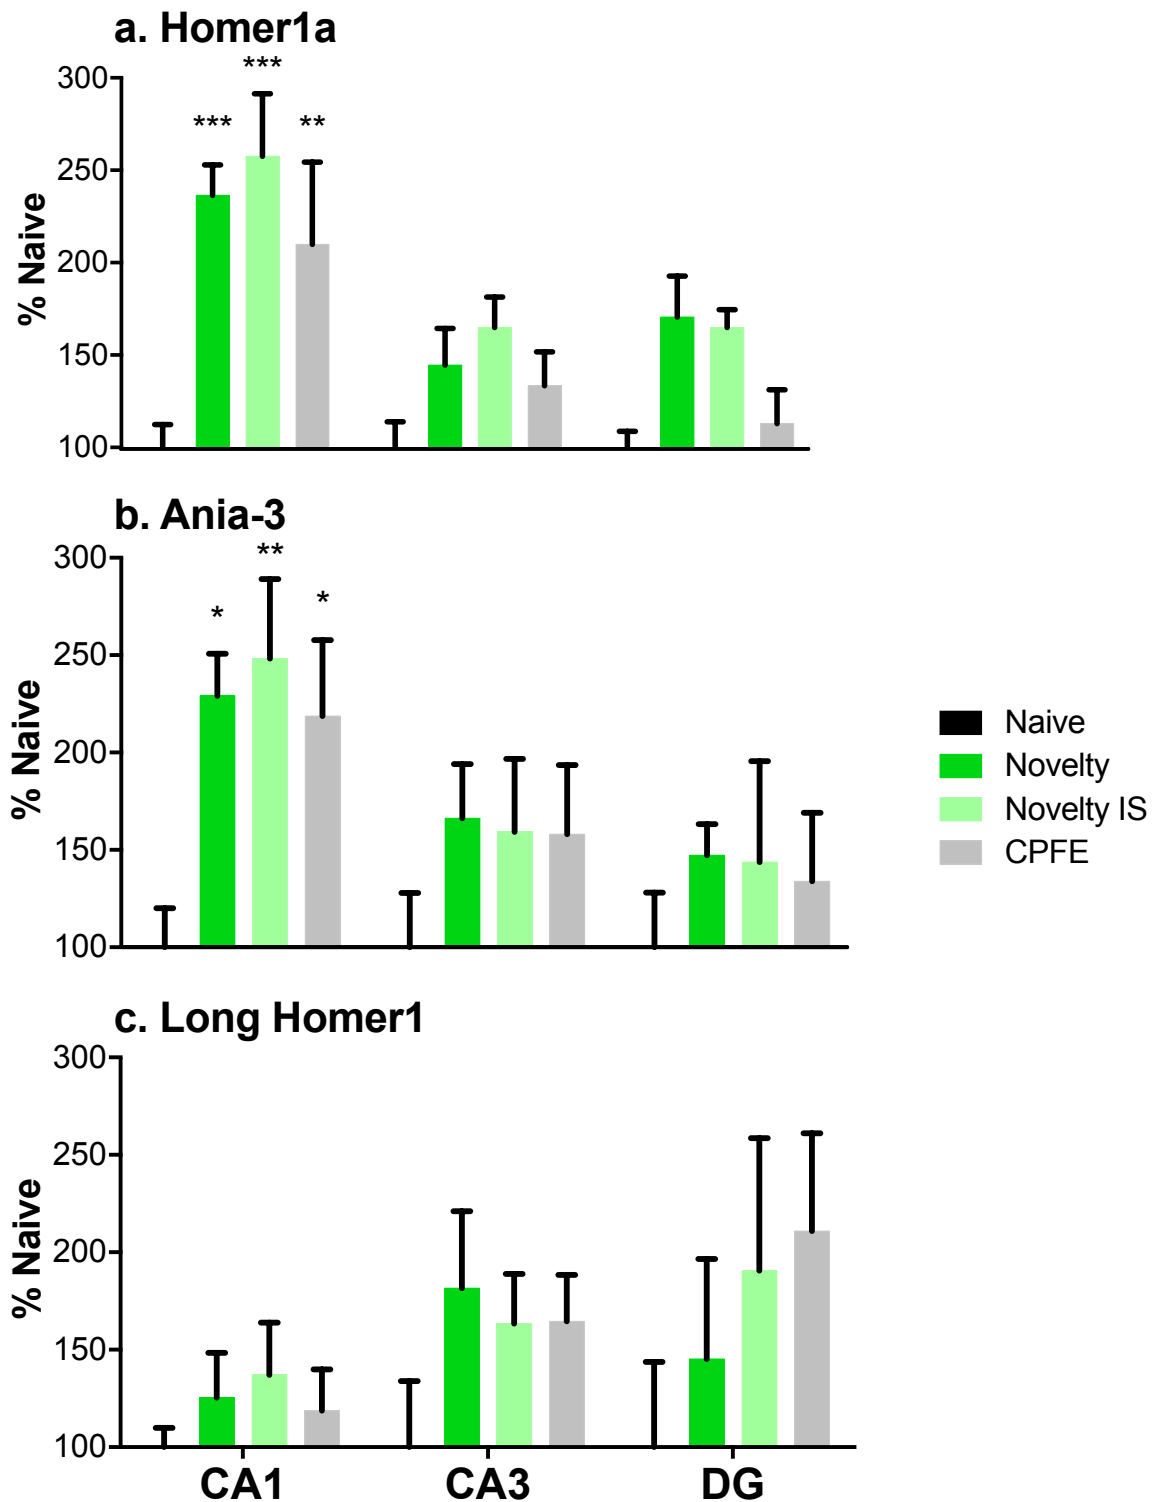 a. Homer1a
300
250
200
150
100
% Naive
*** *** **
b. Ania-3
300
250
200
150
100
% Naive
* ** *
Naive
Novelty
Novelty IS
CPFE
c. Long Homer1
300
250
200
150
100
% Naive
CA1 CA3 DG